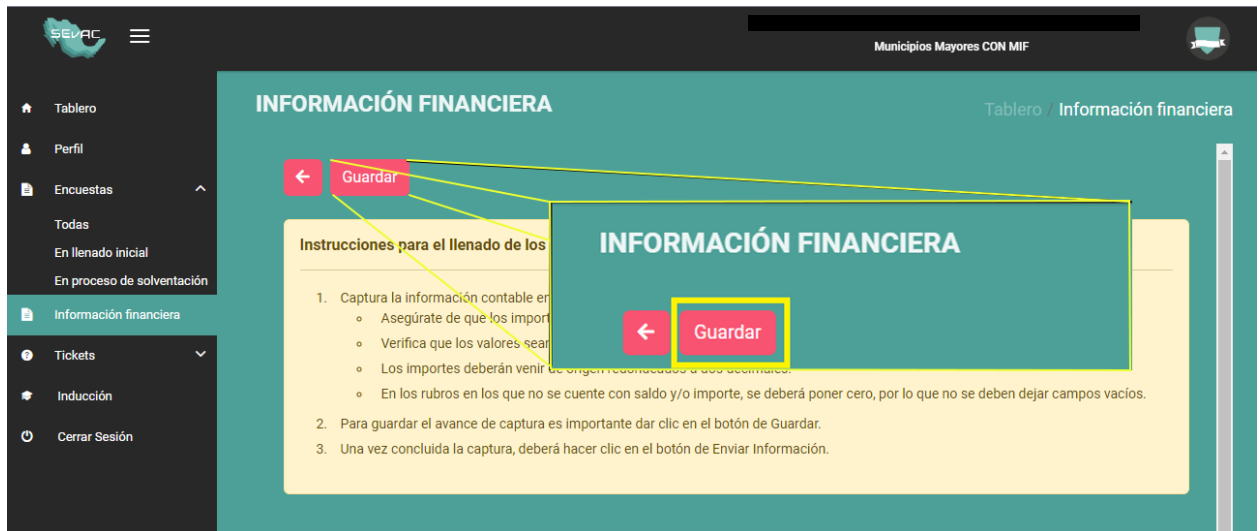 SEVAC
Municipios Mayores CON MIF
Tablero
Perfil
Encuestas
Todas
En llenado inicial
En proceso de solventación
Información financiera
Tickets
Inducción
Cerrar Sesión
INFORMACIÓN FINANCIERA
Tablero / Información financiera
Guardar
Instrucciones para el llenado de los
1. Captura la información contable en
Asegúrate de que los import
Verifica que los valores sean
Los importes deberán venir de origen redondeados a dos decimales.
En los rubros en los que no se cuente con saldo y/o importe, se deberá poner cero, por lo que no se deben dejar campos vacíos.
2. Para guardar el avance de captura es importante dar clic en el botón de Guardar.
3. Una vez concluida la captura, deberá hacer clic en el botón de Enviar Información.
INFORMACIÓN FINANCIERA
Guardar